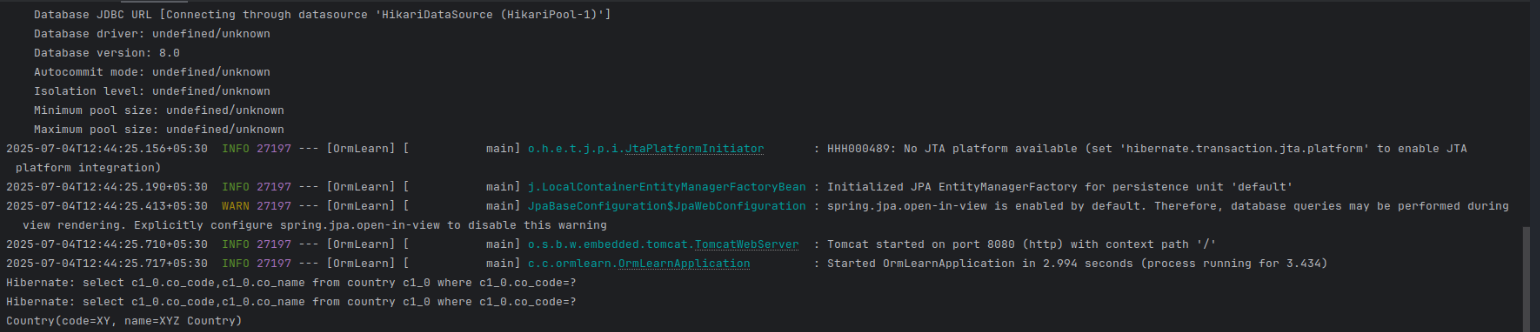 Database JDBC URL [Connecting through datasource 'HikariDataSource (HikariPool-1)']
Database driver: undefined/unknown
Database version: 8.0
Autocommit mode: undefined/unknown
Isolation level: undefined/unknown
Minimum pool size: undefined/unknown
Maximum pool size: undefined/unknown
2025-07-04T12:44:25.156+05:30  INFO 27197 --- [OrmLearn] [           main] o.h.e.t.j.p.i.JtaPlatformInitiator       : HHH000489: No JTA platform available (set 'hibernate.transaction.jta.platform' to enable JTA
platform integration)
2025-07-04T12:44:25.190+05:30  INFO 27197 --- [OrmLearn] [           main] j.LocalContainerEntityManagerFactoryBean : Initialized JPA EntityManagerFactory for persistence unit 'default'
2025-07-04T12:44:25.413+05:30  WARN 27197 --- [OrmLearn] [           main] JpaBaseConfiguration$JpaWebConfiguration : spring.jpa.open-in-view is enabled by default. Therefore, database queries may be performed during
view rendering. Explicitly configure spring.jpa.open-in-view to disable this warning
2025-07-04T12:44:25.710+05:30  INFO 27197 --- [OrmLearn] [           main] o.s.b.w.embedded.tomcat.TomcatWebServer  : Tomcat started on port 8080 (http) with context path '/'
2025-07-04T12:44:25.717+05:30  INFO 27197 --- [OrmLearn] [           main] c.c.ormlearn.OrmLearnApplication         : Started OrmLearnApplication in 2.994 seconds (process running for 3.434)
Hibernate: select c1_0.co_code,c1_0.co_name from country c1_0 where c1_0.co_code=?
Hibernate: select c1_0.co_code,c1_0.co_name from country c1_0 where c1_0.co_code=?
Country(code=XY, name=XYZ Country)